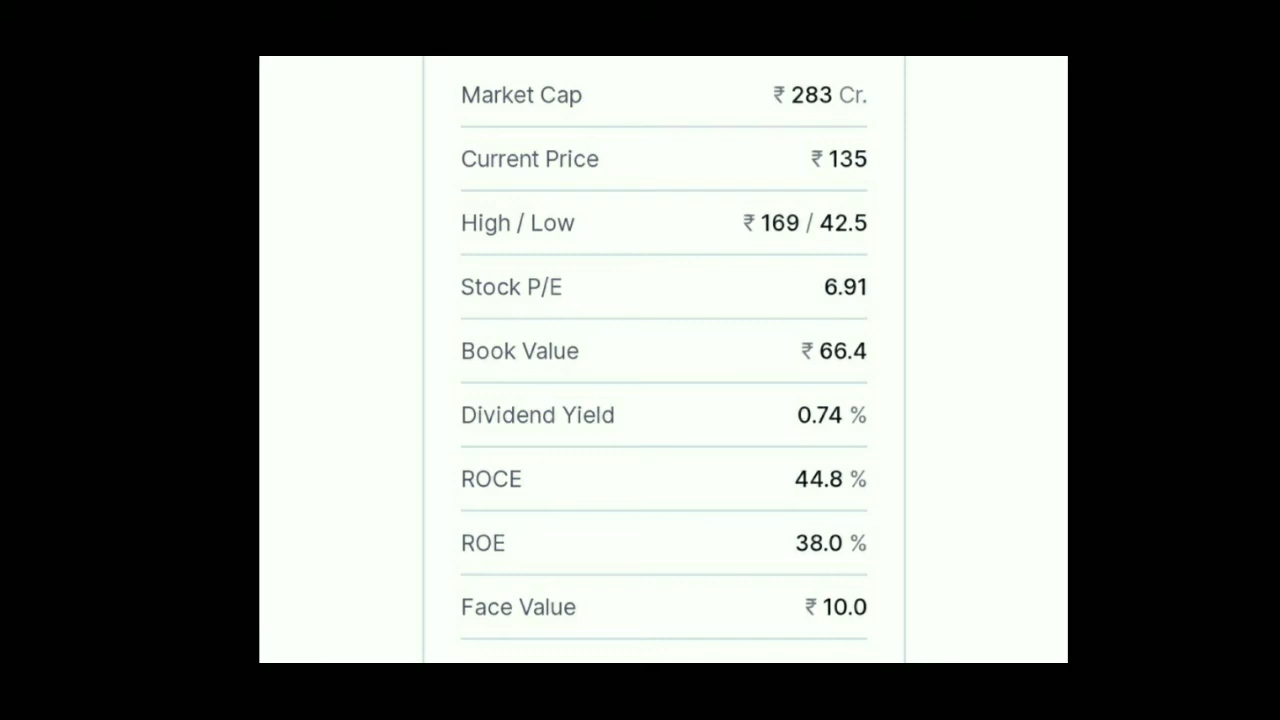 Market Cap ₹ 283 Cr.
Current Price ₹ 135
High / Low ₹ 169 / 42.5
Stock P/E 6.91
Book Value ₹ 66.4
Dividend Yield 0.74 %
ROCE 44.8 %
ROE 38.0 %
Face Value ₹ 10.0